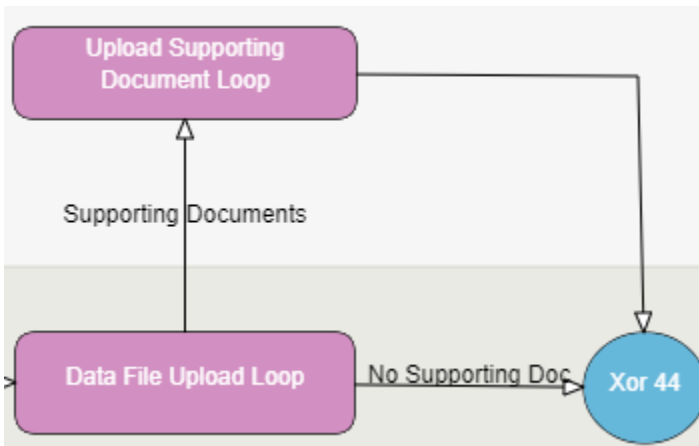 Upload Supporting
Document Loop
Supporting Documents
Data File Upload Loop
No Supporting Doc
Xor 44